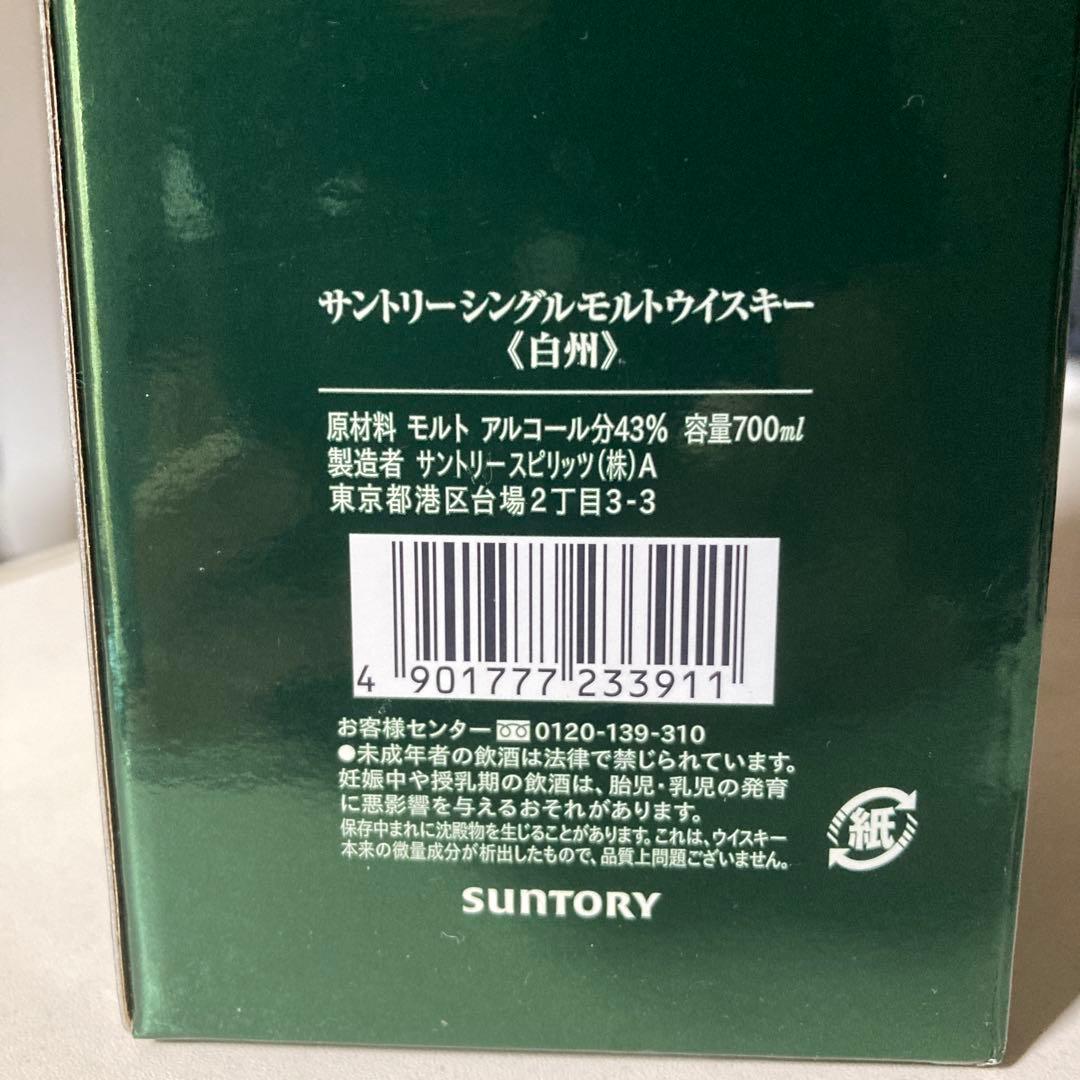 サントリーシングルモルトウイスキー
《白州》
原材料 モルト アルコール分43% 容量700ml
製造者 サントリースピリッツ(株)A
東京都港区台場2丁目3-3
4 901777 233911
お客様センター 0120-139-310
●未成年者の飲酒は法律で禁じられています。
妊娠中や授乳期の飲酒は、胎児・乳児の発育
に悪影響を与えるおそれがあります。
保存中まれに沈殿物を生じることがあります。これは、ウイスキー
本来の微量成分が析出したもので、品質上問題ございません。
紙
SUNTORY